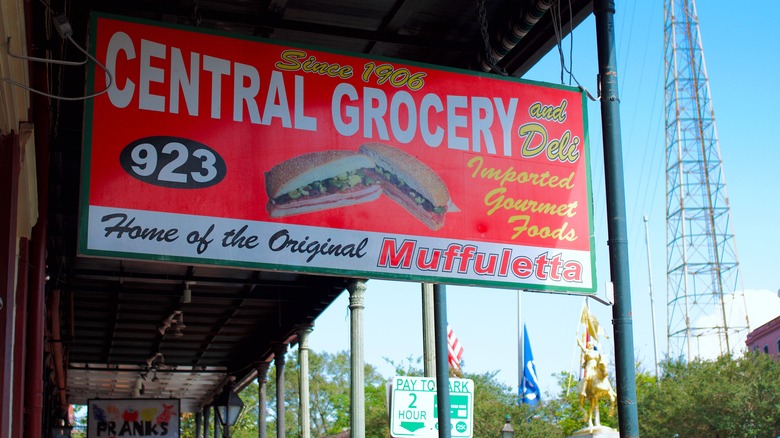 Since 1906
CENTRAL GROCERY and Deli
923
Imported
Gourmet
Foods
Home of the Original Muffuletta
PAY TO PARK
2
HOUR
PRANKS